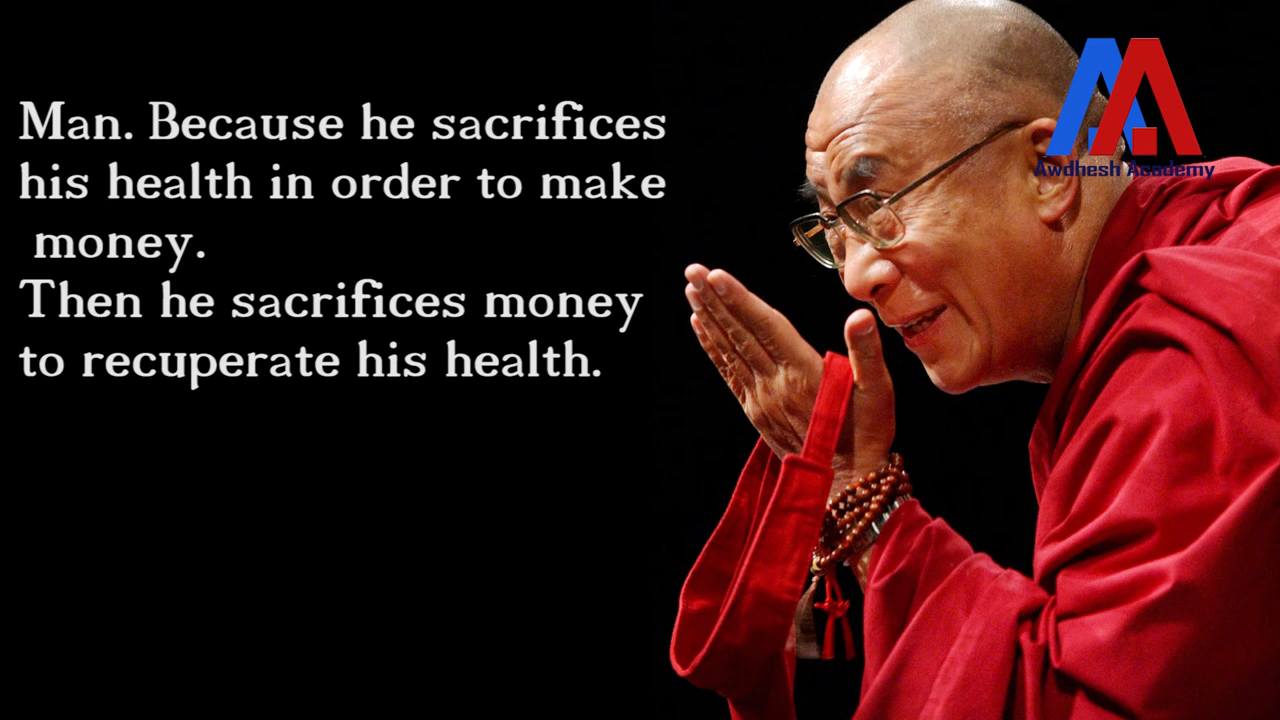 Man. Because he sacrifices
his health in order to make
money.
Then he sacrifices money
to recuperate his health.
AA
Awdhesh Academy